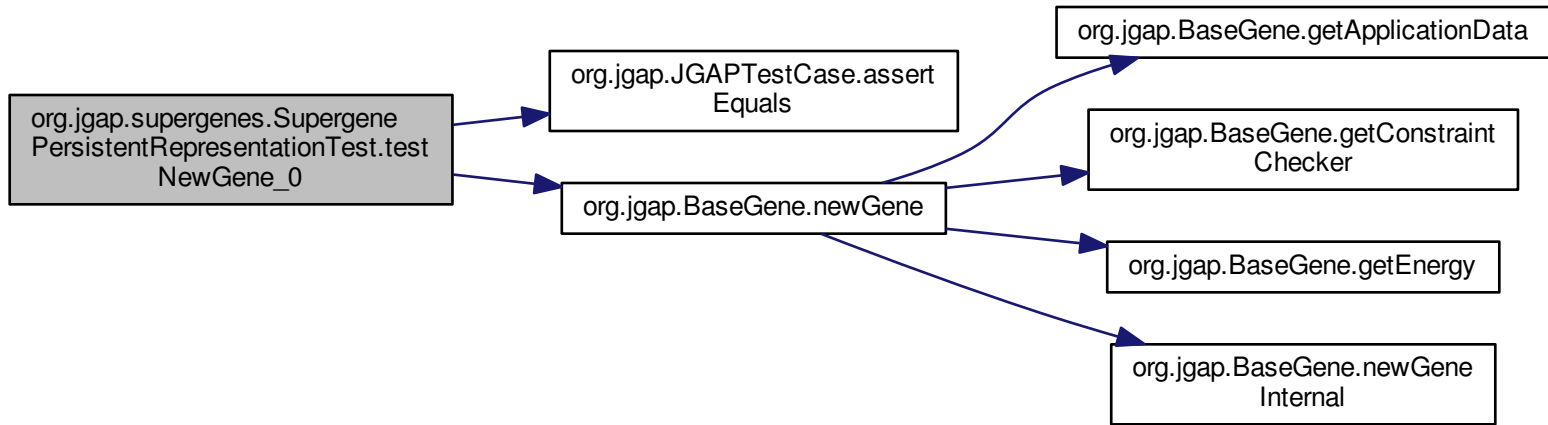 org.jgap.supergenes.Supergene
PersistentRepresentationTest.test
NewGene_0
org.jgap.JGAPTestCase.assert
Equals
org.jgap.BaseGene.newGene
org.jgap.BaseGene.getApplicationData
org.jgap.BaseGene.getConstraint
Checker
org.jgap.BaseGene.getEnergy
org.jgap.BaseGene.newGene
Internal